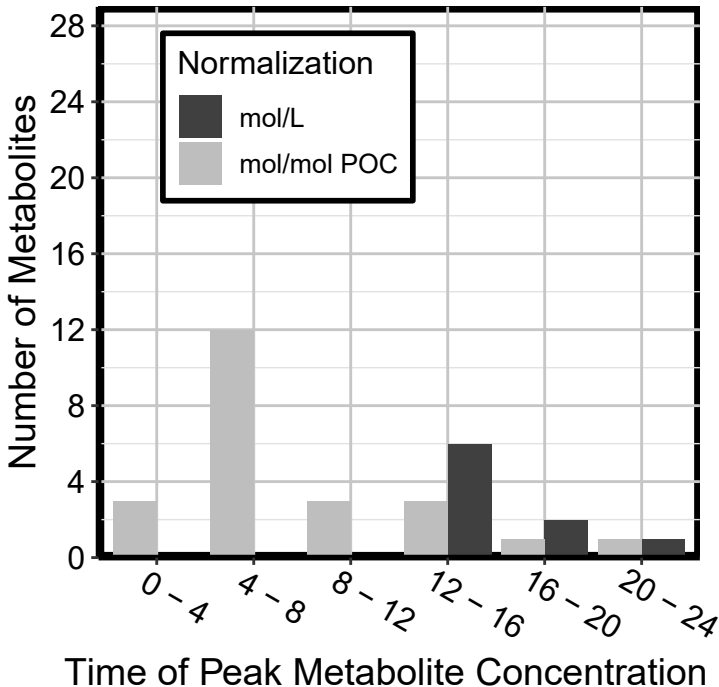 28
24
20
16
12
8
4
0
Number of Metabolites
Normalization
mol/L
mol/mol POC
0 – 4
4 – 8
8 – 12
12 – 16
16 – 20
20 – 24
Time of Peak Metabolite Concentration